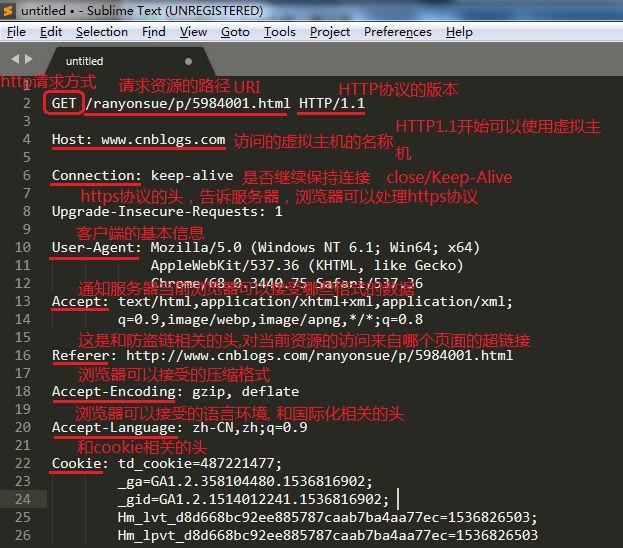 untitled • - Sublime Text (UNREGISTERED)
File Edit Selection Find View Goto Tools Project Preferences Help
untitled
1
http请求方式 请求资源的路径 URI HTTP协议的版本
2 GET /ranyonsue/p/5984001.html HTTP/1.1
3
4 Host: www.cnblogs.com 访问的虚拟主机的名称 HTTP1.1开始可以使用虚拟主
机
5
6 Connection: keep-alive 是否继续保持连接 close/Keep-Alive
7 https协议的头，告诉服务器，浏览器可以处理https协议
8 Upgrade-Insecure-Requests: 1
9 客户端的基本信息
10 User-Agent: Mozilla/5.0 (Windows NT 6.1; Win64; x64)
11 AppleWebKit/537.36 (KHTML, like Gecko)
12 Chrome/68.0.3440.75 Safari/537.36
通知服务器当前浏览器可以接受哪些格式的数据
13 Accept: text/html,application/xhtml+xml,application/xml;
14 q=0.9,image/webp,image/apng,*/*;q=0.8
15 这是和防盗链相关的头,对当前资源的访问来自哪个页面的超链接
16 Referer: http://www.cnblogs.com/ranyonsue/p/5984001.html
17 浏览器可以接受的压缩格式
18 Accept-Encoding: gzip, deflate
19 浏览器可以接受的语言环境, 和国际化相关的头
20 Accept-Language: zh-CN,zh;q=0.9
21 和cookie相关的头
22 Cookie: td_cookie=487221477;
23 _ga=GA1.2.358104480.1536816902;
24 _gid=GA1.2.1514012241.1536816902;
25 Hm_lvt_d8d668bc92ee885787caab7ba4aa77ec=1536826503;
26 Hm_lpvt_d8d668bc92ee885787caab7ba4aa77ec=1536826503